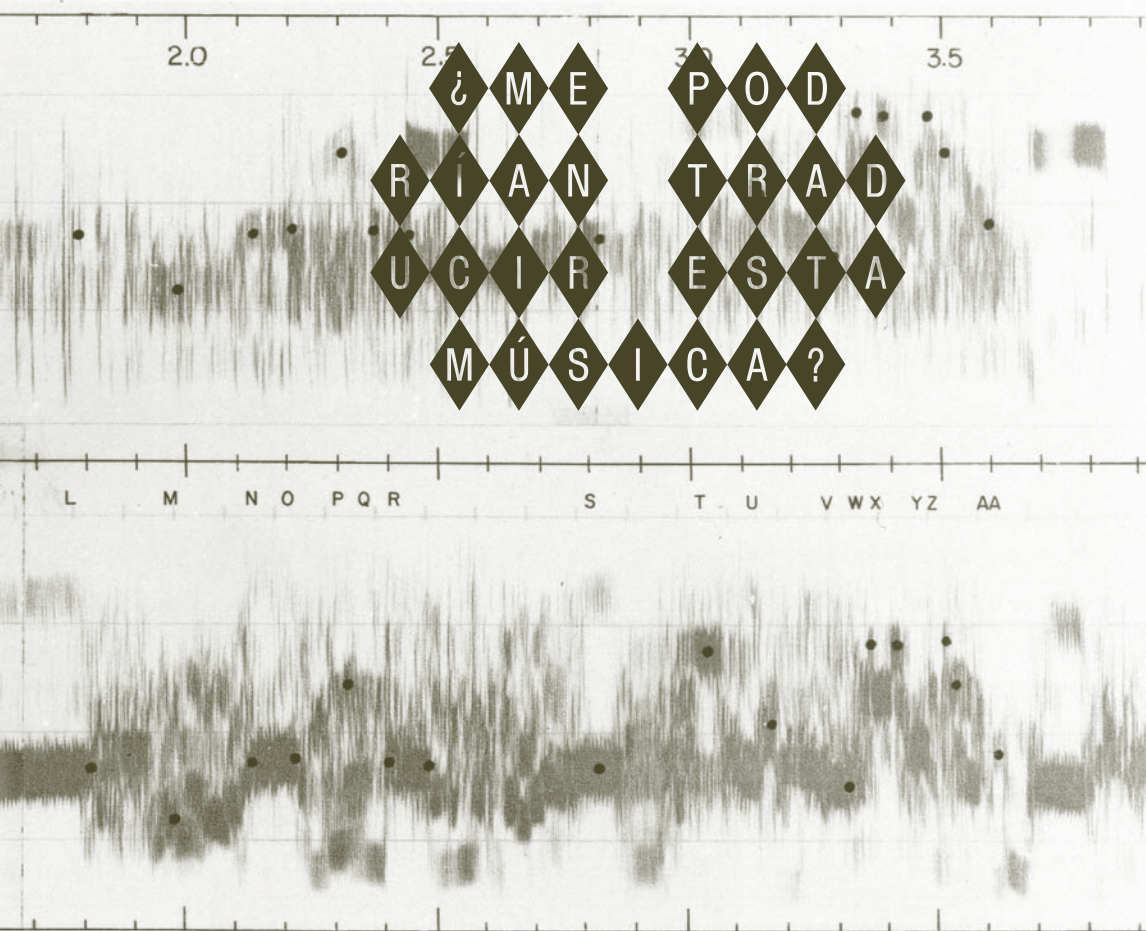 2.0 2.5 3.0 3.5
¿ME POD
RÍAN TRAD
UCIR ESTA
MÚSICA?
L M N O P Q R S T U V W X Y Z AA